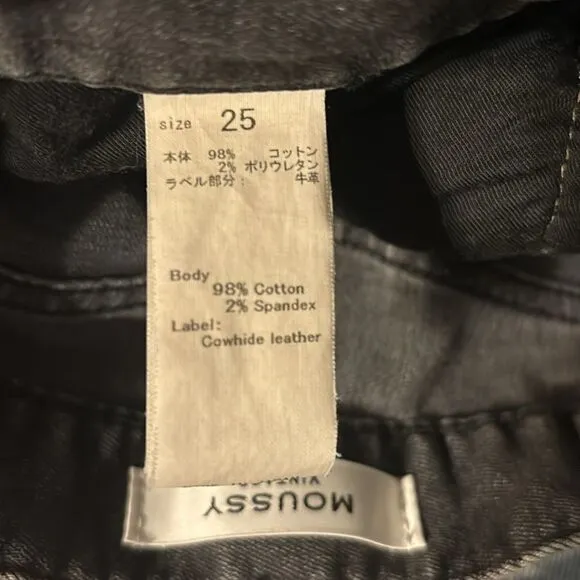 size 25
本体 98% コットン
2% ポリウレタン
ラベル部分: 牛革
Body
98% Cotton
2% Spandex
Label:
Cowhide leather
MOUSSY